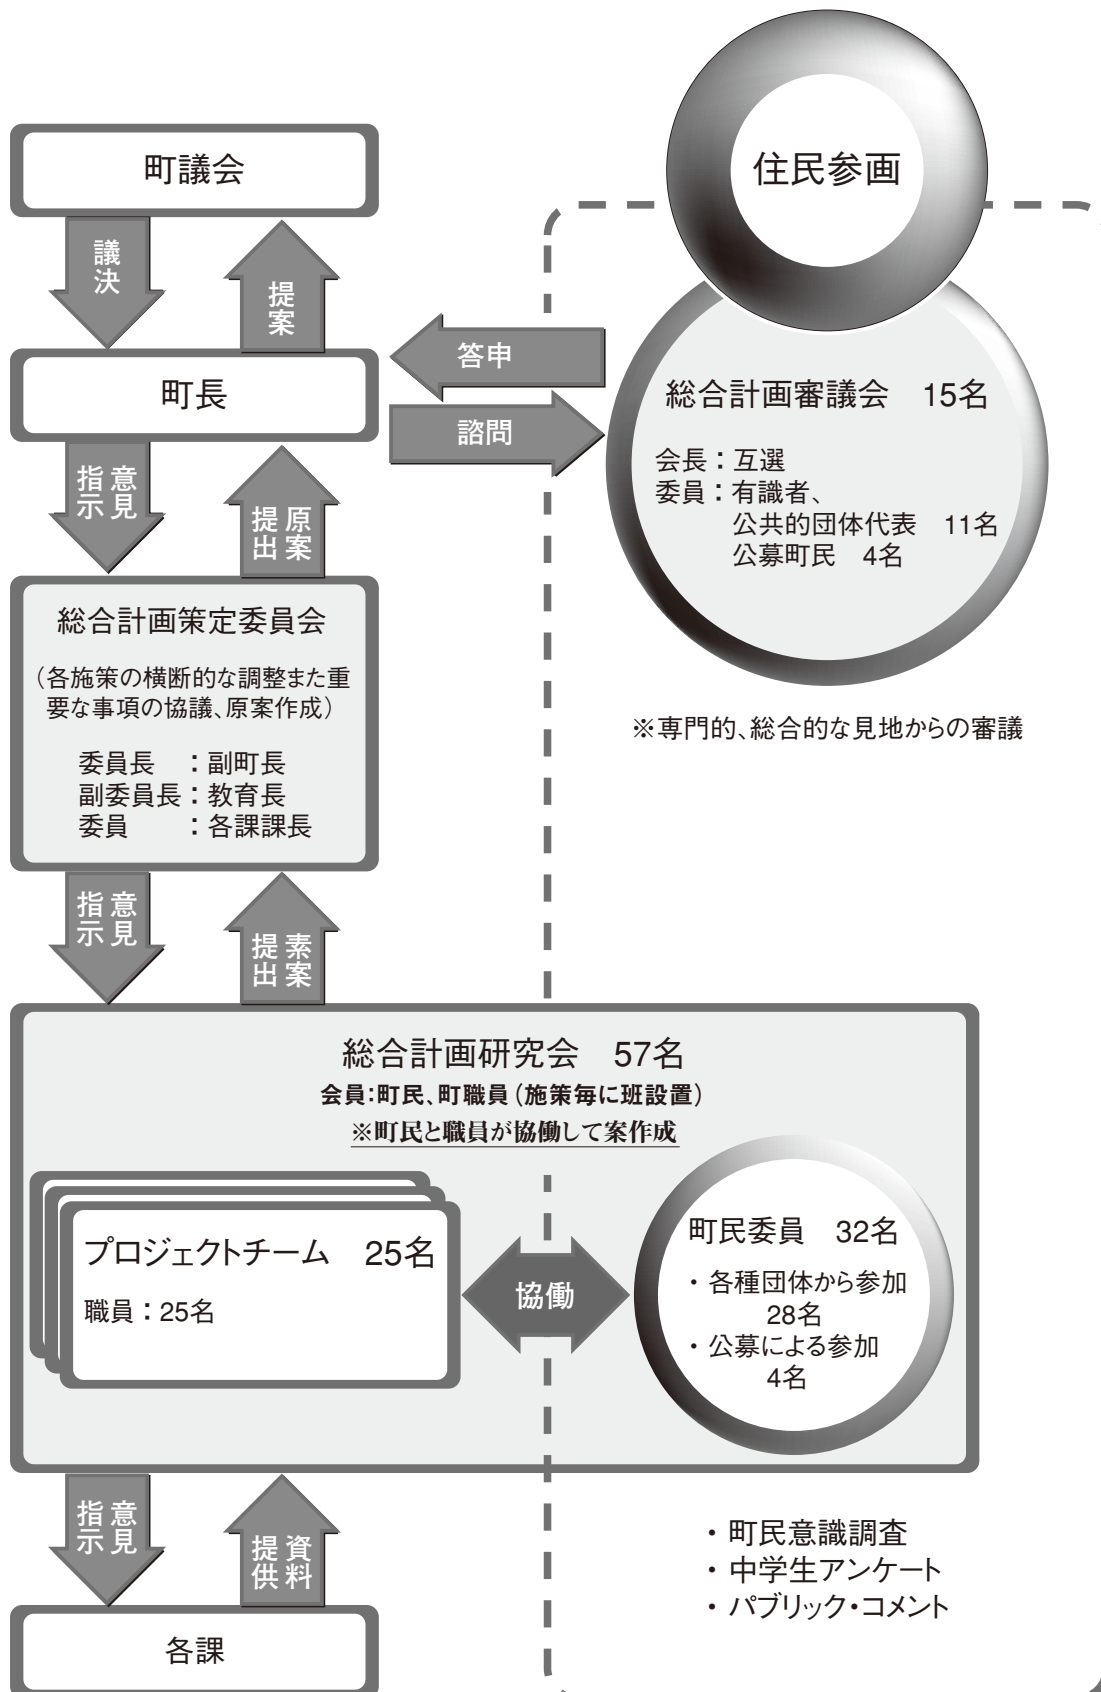 住民参画
町議会
議決
提案
町長
答申
諮問
総合計画審議会　15名
会長：互選
委員：有識者、
公共的団体代表　11名
公募町民　4名
※専門的、総合的な見地からの審議
意見
指示
原案
提出
総合計画策定委員会
（各施策の横断的な調整また重
要な事項の協議、原案作成）
委員長　：副町長
副委員長：教育長
委員　　：各課課長
意見
指示
素案
提出
総合計画研究会　57名
会員：町民、町職員（施策毎に班設置）
※町民と職員が協働して案作成
プロジェクトチーム　25名
職員：25名
協働
町民委員　32名
・各種団体から参加
28名
・公募による参加
4名
意見
指示
資料
提供
各課
・町民意識調査
・中学生アンケート
・パブリック・コメント